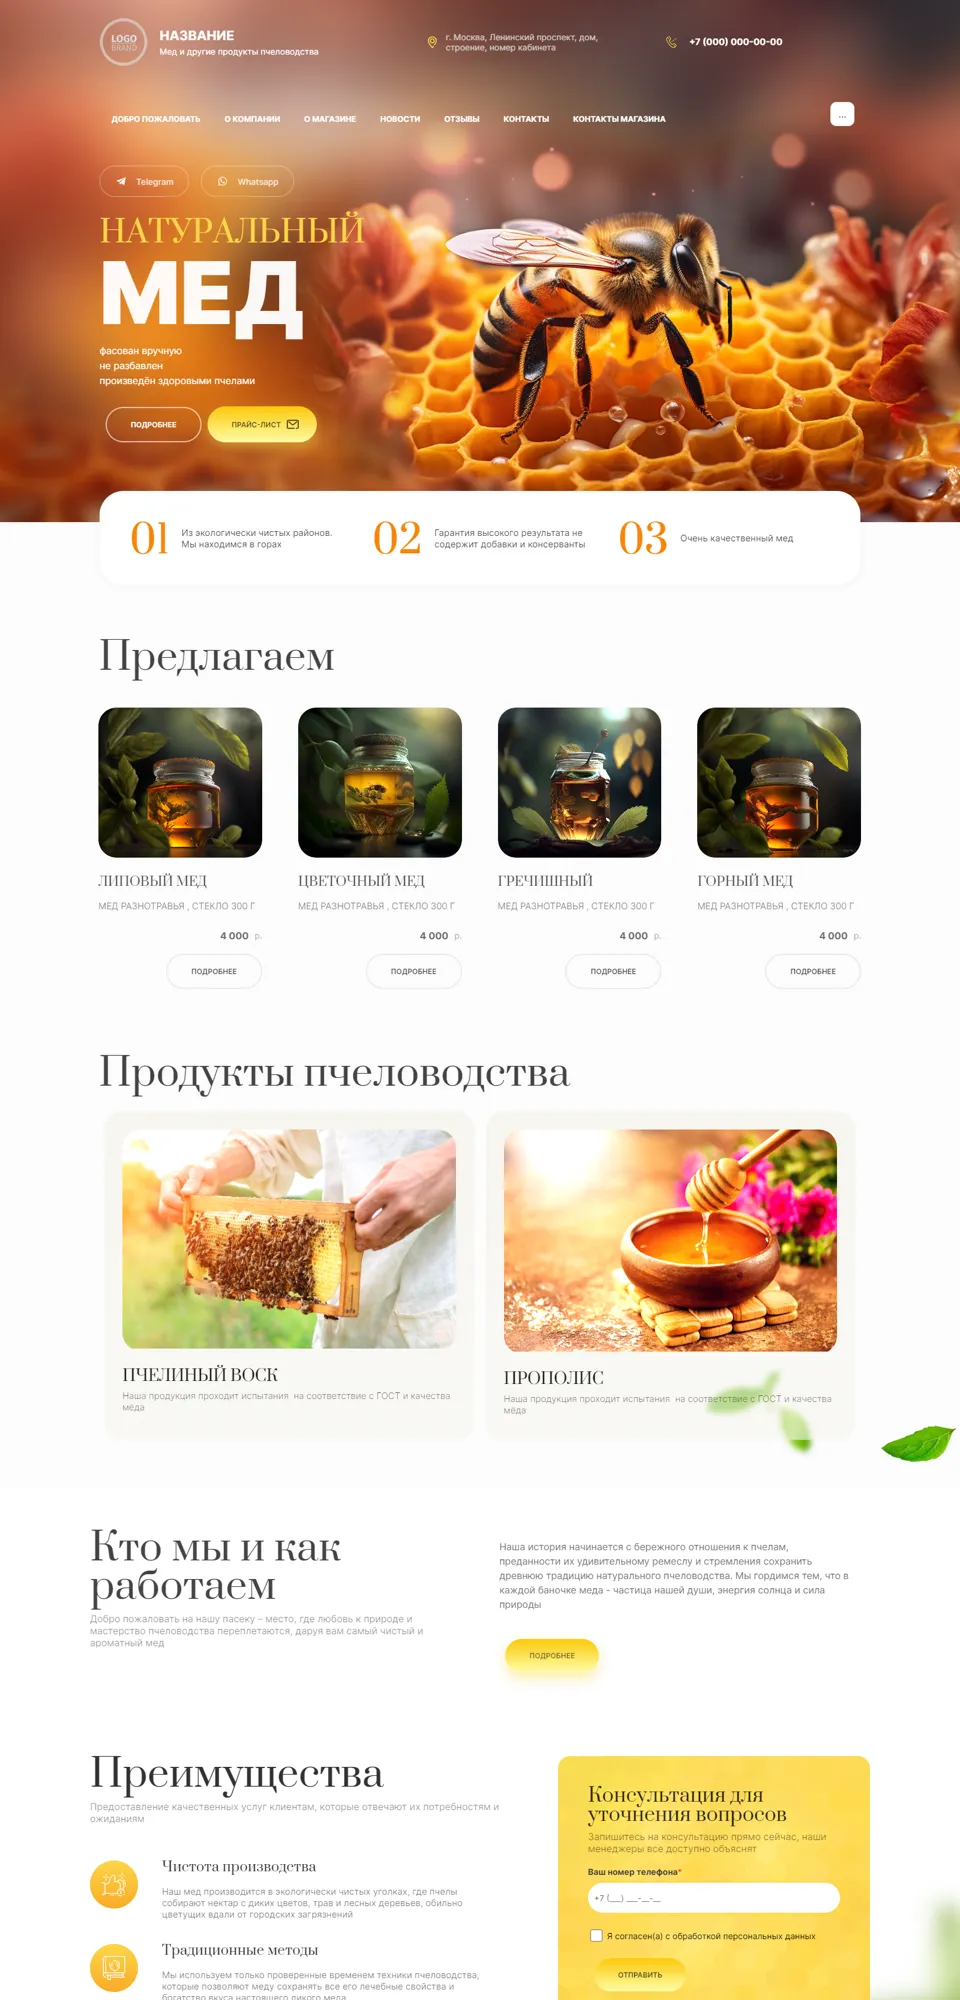 LOGO
BRAND
НАЗВАНИЕ
Мед и другие продукты пчеловодства
г. Москва, Ленинский проспект, дом,
строение, номер кабинета
+7 (000) 000-00-00
ДОБРО ПОЖАЛОВАТЬ О КОМПАНИИ О МАГАЗИНЕ НОВОСТИ ОТЗЫВЫ КОНТАКТЫ КОНТАКТЫ МАГАЗИНА ...
Telegram Whatsapp
НАТУРАЛЬНЫЙ
МЕД
фасован вручную
не разбавлен
произведён здоровыми пчелами
ПОДРОБНЕЕ ПРАЙС-ЛИСТ
01 Из экологически чистых районов.
Мы находимся в горах
02 Гарантия высокого результата не
содержит добавки и консерванты
03 Очень качественный мед
Предлагаем
ЛИПОВЫЙ МЕД
МЕД РАЗНОТРАВЬЯ , СТЕКЛО 300 Г
4 000 р.
ПОДРОБНЕЕ
ЦВЕТОЧНЫЙ МЕД
МЕД РАЗНОТРАВЬЯ , СТЕКЛО 300 Г
4 000 р.
ПОДРОБНЕЕ
ГРЕЧИШНЫЙ
МЕД РАЗНОТРАВЬЯ , СТЕКЛО 300 Г
4 000 р.
ПОДРОБНЕЕ
ГОРНЫЙ МЕД
МЕД РАЗНОТРАВЬЯ , СТЕКЛО 300 Г
4 000 р.
ПОДРОБНЕЕ
Продукты пчеловодства
ПЧЕЛИНЫЙ ВОСК
Наша продукция проходит испытания на соответствие с ГОСТ и качества
мёда
ПРОПОЛИС
Наша продукция проходит испытания на соответствие с ГОСТ и качества
мёда
Кто мы и как
работаем
Добро пожаловать на нашу пасеку – место, где любовь к природе и
мастерство пчеловодства переплетаются, даруя вам самый чистый и
ароматный мед
Наша история начинается с бережного отношения к пчелам,
преданности их удивительному ремеслу и стремления сохранить
древнюю традицию натурального пчеловодства. Мы гордимся тем, что в
каждой баночке меда - частица нашей души, энергия солнца и сила
природы
ПОДРОБНЕЕ
Преимущества
Предоставление качественных услуг клиентам, которые отвечают их потребностям и
ожиданиям
Чистота производства
Наш мед производится в экологически чистых уголках, где пчелы
собирают нектар с диких цветов, трав и лесных деревьев, обильно
цветущих вдали от городских загрязнений
Традиционные методы
Мы используем только проверенные временем техники пчеловодства,
которые позволяют меду сохранять все его лечебные свойства и
богатство вкуса настоящего дикого меда
Консультация для
уточнения вопросов
Запишитесь на консультацию прямо сейчас, наши
менеджеры все доступно объяснят
Ваш номер телефона*
+7 (__) ___-__-__
Я согласен(а) с обработкой персональных данных
ОТПРАВИТЬ